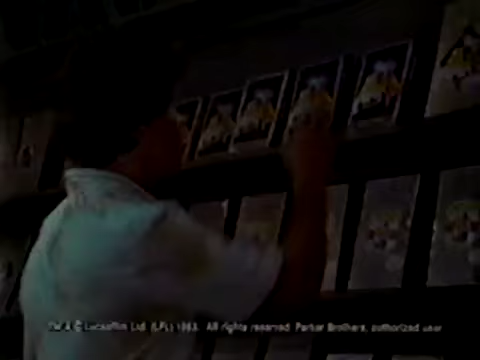 TM & © Lucasfilm Ltd. (LFL) 1983. All rights reserved. Parker Brothers, authorized user